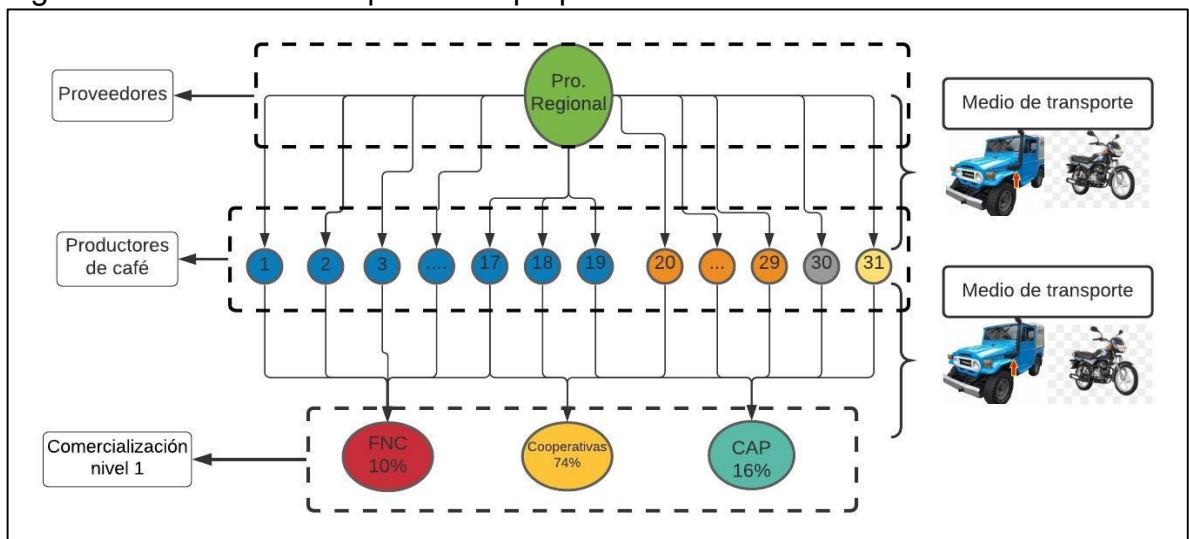 Pro.
Regional
Proveedores
Medio de transporte
Productores
de café
1 2 3 .... 17 18 19 20 ... 29 30 31
Medio de transporte
Comercialización
nivel 1
FNC
10%
Cooperativas
74%
CAP
16%